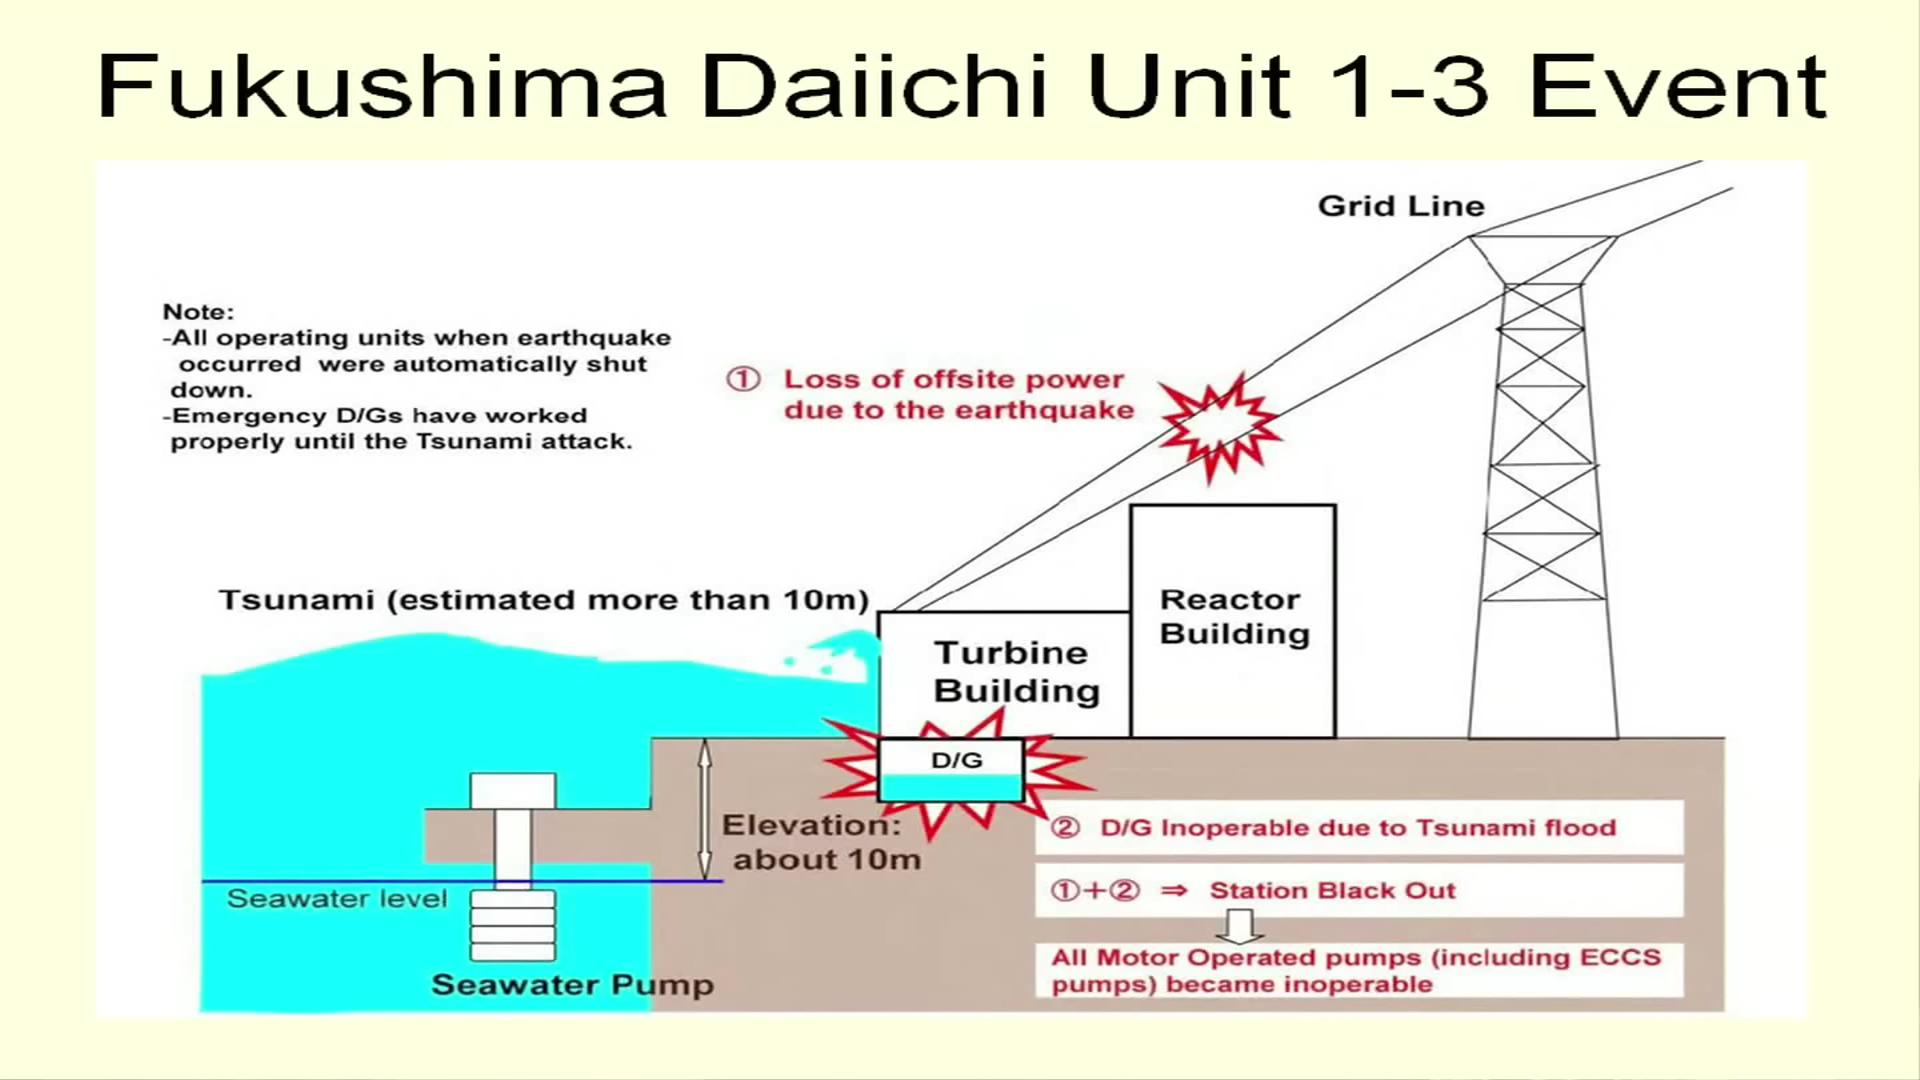 Fukushima Daiichi Unit 1-3 Event
Grid Line
Note:
-All operating units when earthquake
occurred were automatically shut
down.
-Emergency D/Gs have worked
properly until the Tsunami attack.
① Loss of offsite power
due to the earthquake
Tsunami (estimated more than 10m)
Reactor
Building
Turbine
Building
D/G
Elevation:
about 10m
Seawater level
Seawater Pump
② D/G Inoperable due to Tsunami flood
①+② ⇒ Station Black Out
All Motor Operated pumps (including ECCS
pumps) became inoperable